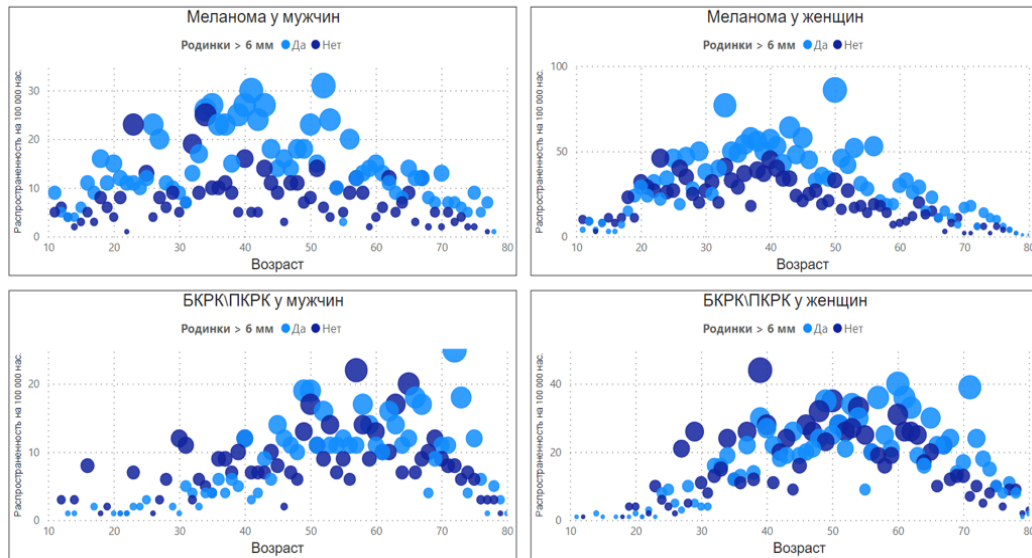 Меланома у мужчин
Родинки > 6 мм Да Нет
Распространенность на 100 000 нас.
30
20
10
0
10 20 30 40 50 60 70 80
Возраст
Меланома у женщин
Родинки > 6 мм Да Нет
Распространенность на 100 000 нас.
100
50
0
10 20 30 40 50 60 70 80
Возраст
БКРК\ПКРК у мужчин
Родинки > 6 мм Да Нет
Распространенность на 100 000 нас.
20
10
0
10 20 30 40 50 60 70 80
Возраст
БКРК\ПКРК у женщин
Родинки > 6 мм Да Нет
Распространенность на 100 000 нас.
40
20
0
10 20 30 40 50 60 70 80
Возраст